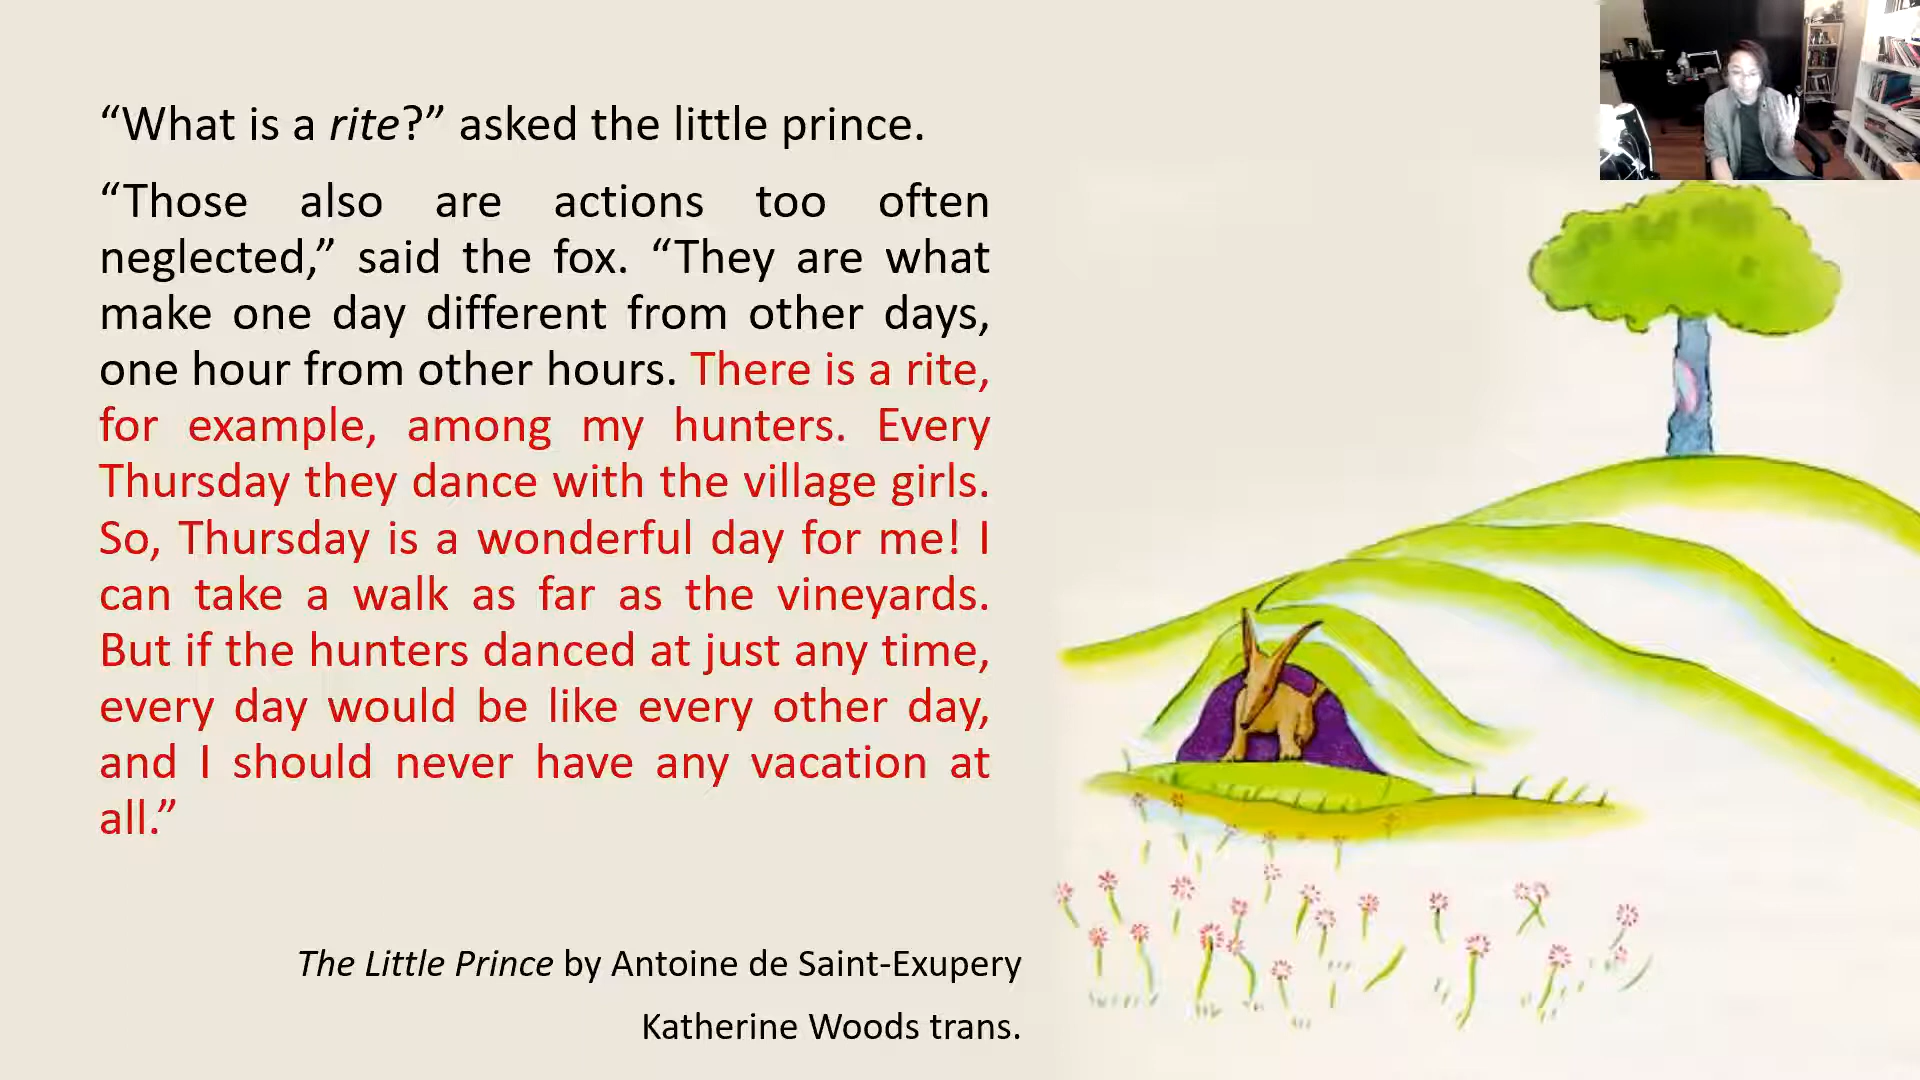 “What is a rite?” asked the little prince.
“Those also are actions too often
neglected,” said the fox. “They are what
make one day different from other days,
one hour from other hours. There is a rite,
for example, among my hunters. Every
Thursday they dance with the village girls.
So, Thursday is a wonderful day for me! I
can take a walk as far as the vineyards.
But if the hunters danced at just any time,
every day would be like every other day,
and I should never have any vacation at
all.”
The Little Prince by Antoine de Saint-Exupery
Katherine Woods trans.